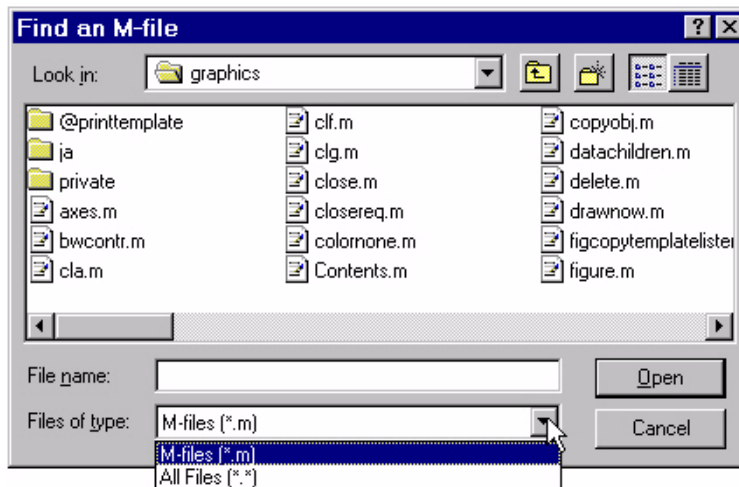 Find an M-file
Look in: graphics
@printtemplate clf.m copyobj.m
ja clg.m datachildren.m
private close.m delete.m
axes.m closereq.m drawnow.m
bwcontr.m colornone.m figcopytemplatelister
cla.m Contents.m figure.m
File name: Open
Files of type: M-files (*.m) Cancel
M-files (*.m)
All Files (*.*)